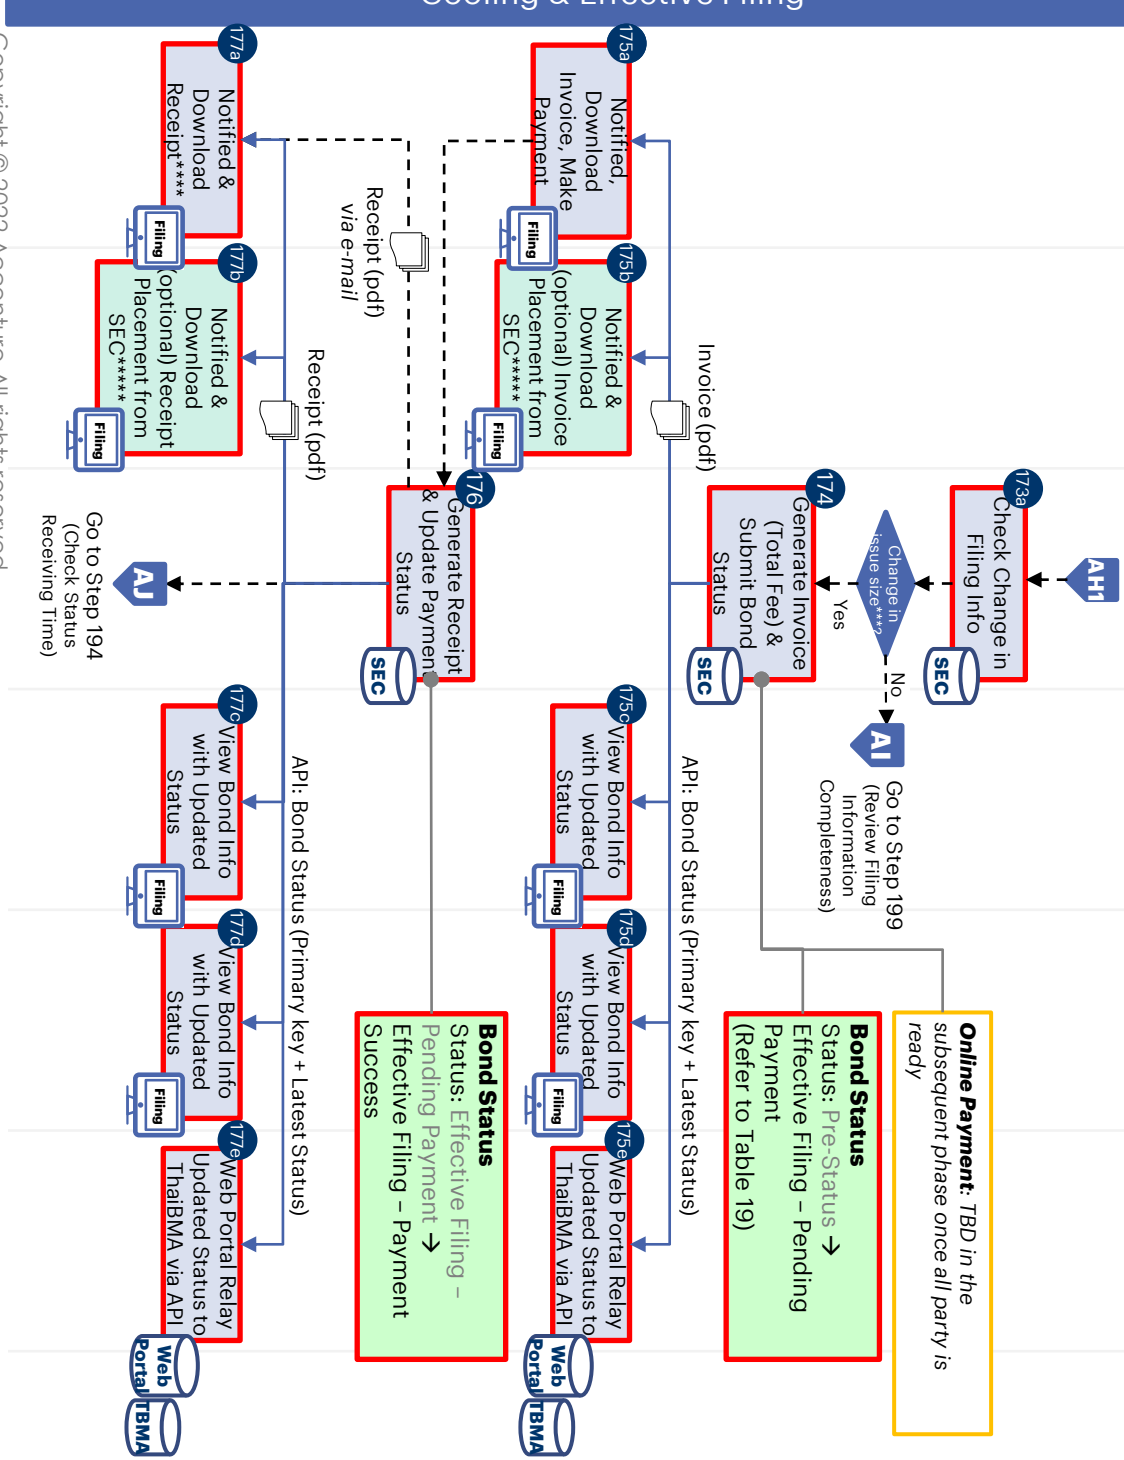 Cooling & Effective Filing
AH1
173a
Check Change in
Filing Info
SEC
Change in
issue size***?
No
AI
Go to Step 199
(Review Filing
Information
Completeness)
Yes
174
Generate Invoice
(Total Fee) &
Submit Bond
Status
SEC
Online Payment: TBD in the
subsequent phase once all party is
ready
Bond Status
Status: Pre-Status →
Effective Filing – Pending
Payment
(Refer to Table 19)
Invoice (pdf)
API: Bond Status (Primary key + Latest Status)
175a
Notified,
Download
Invoice, Make
Payment
Filing
175b
Notified &
Download
(optional) Invoice
Placement from
SEC*****
Filing
175c
View Bond Info
with Updated
Status
Filing
175d
View Bond Info
with Updated
Status
Filing
175e
Web Portal Relay
Updated Status to
ThaiBMA via API
Web
Portal
TBMA
176
Generate Receipt
& Update Payment
Status
SEC
Bond Status
Status: Effective Filing –
Pending Payment →
Effective Filing – Payment
Success
Receipt (pdf)
via e-mail
Receipt (pdf)
API: Bond Status (Primary key + Latest Status)
177a
Notified &
Download
Receipt****
Filing
177b
Notified &
Download
(optional) Receipt
Placement from
SEC*****
Filing
177c
View Bond Info
with Updated
Status
Filing
177d
View Bond Info
with Updated
Status
Filing
177e
Web Portal Relay
Updated Status to
ThaiBMA via API
Web
Portal
TBMA
AJ
Go to Step 194
(Check Status
Receiving Time)
Copyright © 2023 Accenture. All rights reserved.